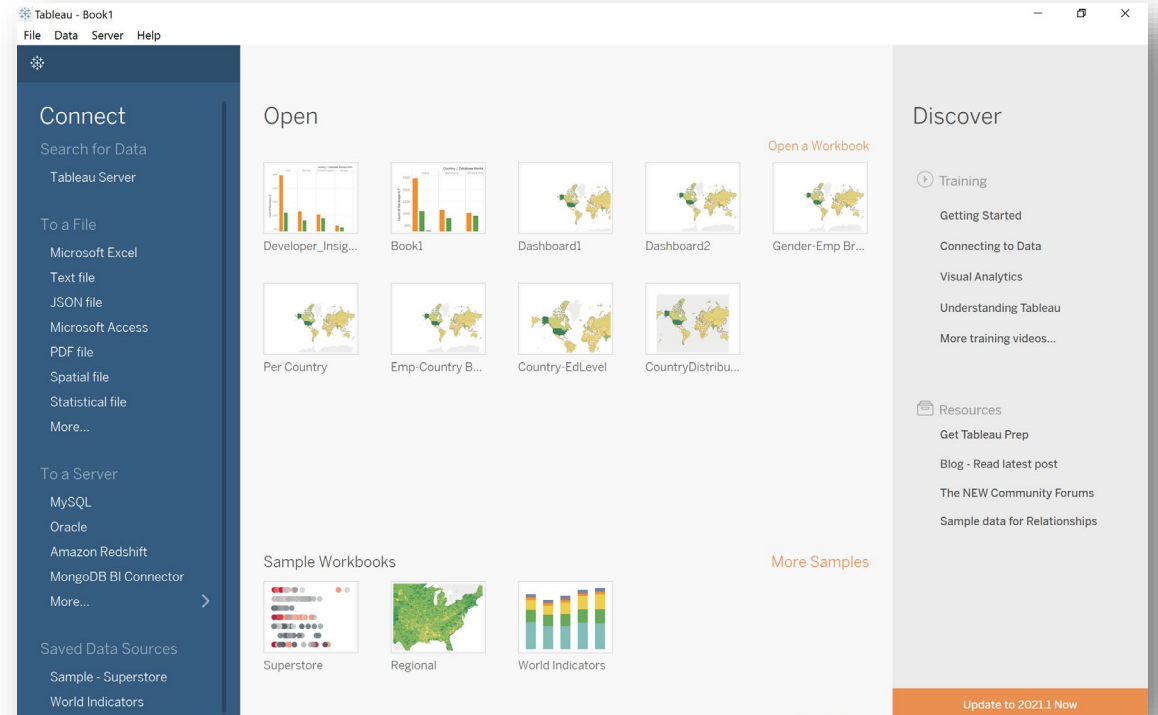 Tableau - Book1
File Data Server Help
Connect
Search for Data
Tableau Server
To a File
Microsoft Excel
Text file
JSON file
Microsoft Access
PDF file
Spatial file
Statistical file
More...
To a Server
MySQL
Oracle
Amazon Redshift
MongoDB BI Connector
More...
Saved Data Sources
Sample - Superstore
World Indicators
Open
Open a Workbook
Developer_Insig...
Book1
Dashboard1
Dashboard2
Gender-Emp Br...
Per Country
Emp-Country B...
Country-EdLevel
CountryDistribu...
Sample Workbooks
More Samples
Superstore
Regional
World Indicators
Discover
Training
Getting Started
Connecting to Data
Visual Analytics
Understanding Tableau
More training videos...
Resources
Get Tableau Prep
Blog - Read latest post
The NEW Community Forums
Sample data for Relationships
Update to 2021.1 Now